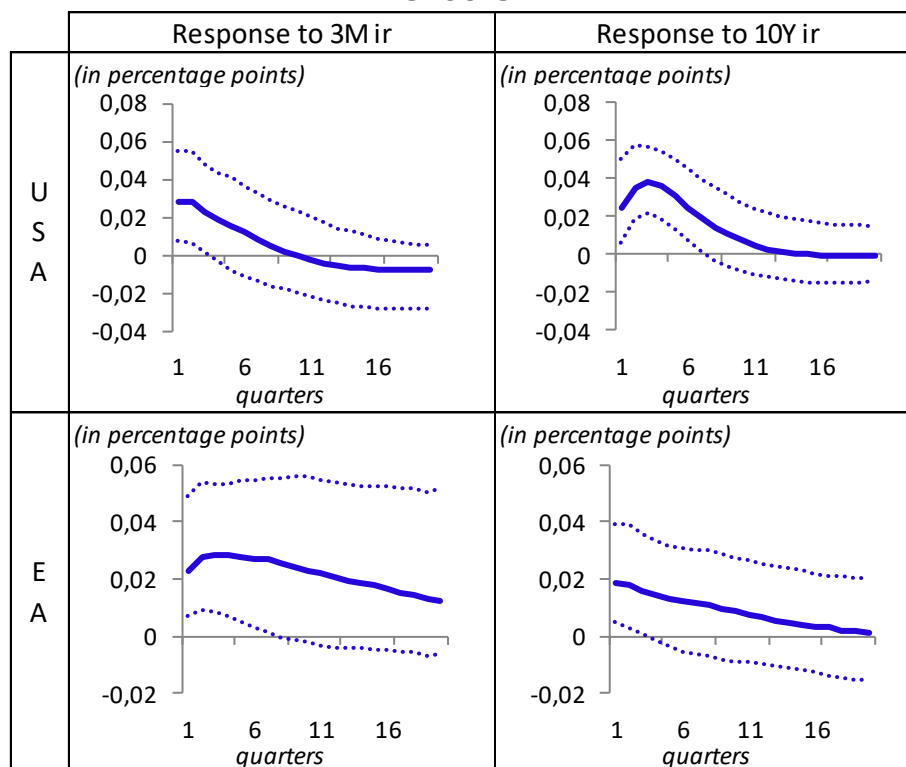 Response to 3M ir
Response to 10Y ir
U
S
A
(in percentage points)
0,08
0,06
0,04
0,02
0
-0,02
-0,04
1 6 11 16
quarters
(in percentage points)
0,08
0,06
0,04
0,02
0
-0,02
-0,04
1 6 11 16
quarters
E
A
(in percentage points)
0,06
0,04
0,02
0
-0,02
1 6 11 16
quarters
(in percentage points)
0,06
0,04
0,02
0
-0,02
1 6 11 16
quarters